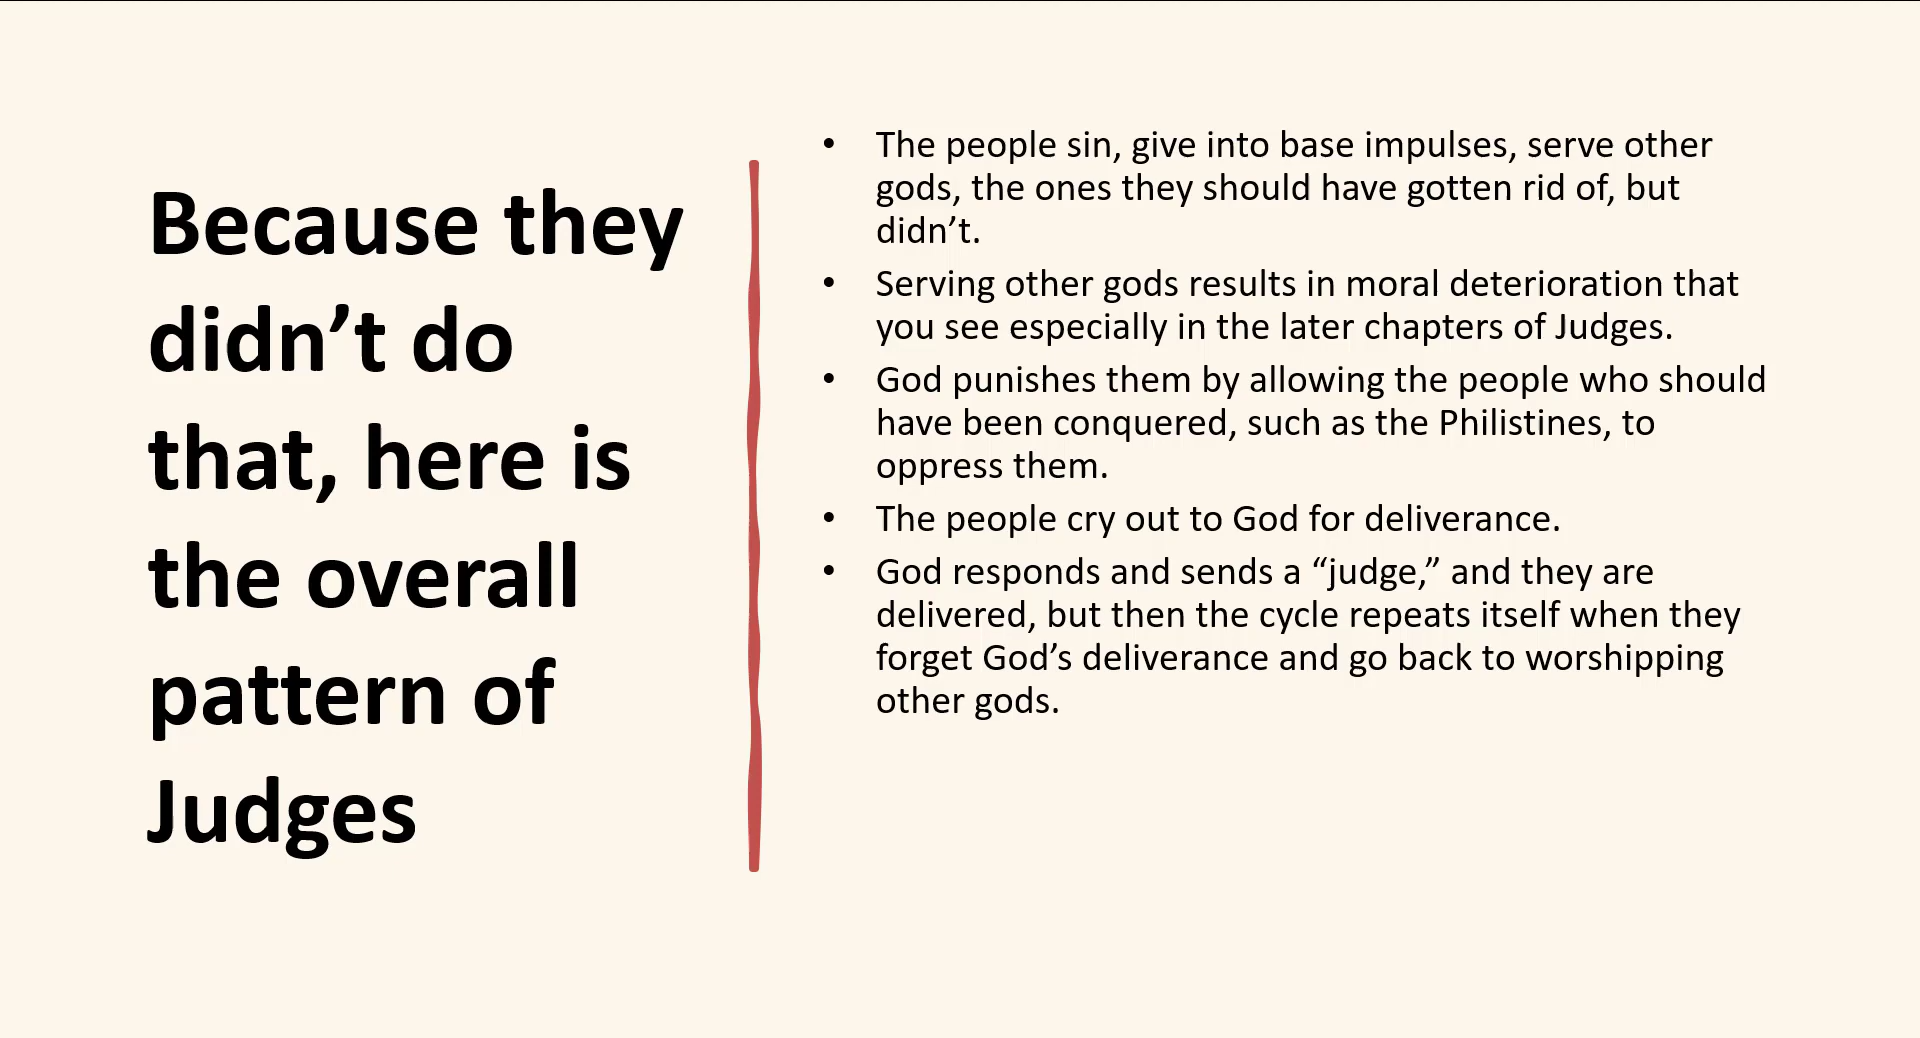 Because they
didn’t do
that, here is
the overall
pattern of
Judges
• The people sin, give into base impulses, serve other
gods, the ones they should have gotten rid of, but
didn’t.
• Serving other gods results in moral deterioration that
you see especially in the later chapters of Judges.
• God punishes them by allowing the people who should
have been conquered, such as the Philistines, to
oppress them.
• The people cry out to God for deliverance.
• God responds and sends a “judge,” and they are
delivered, but then the cycle repeats itself when they
forget God’s deliverance and go back to worshipping
other gods.